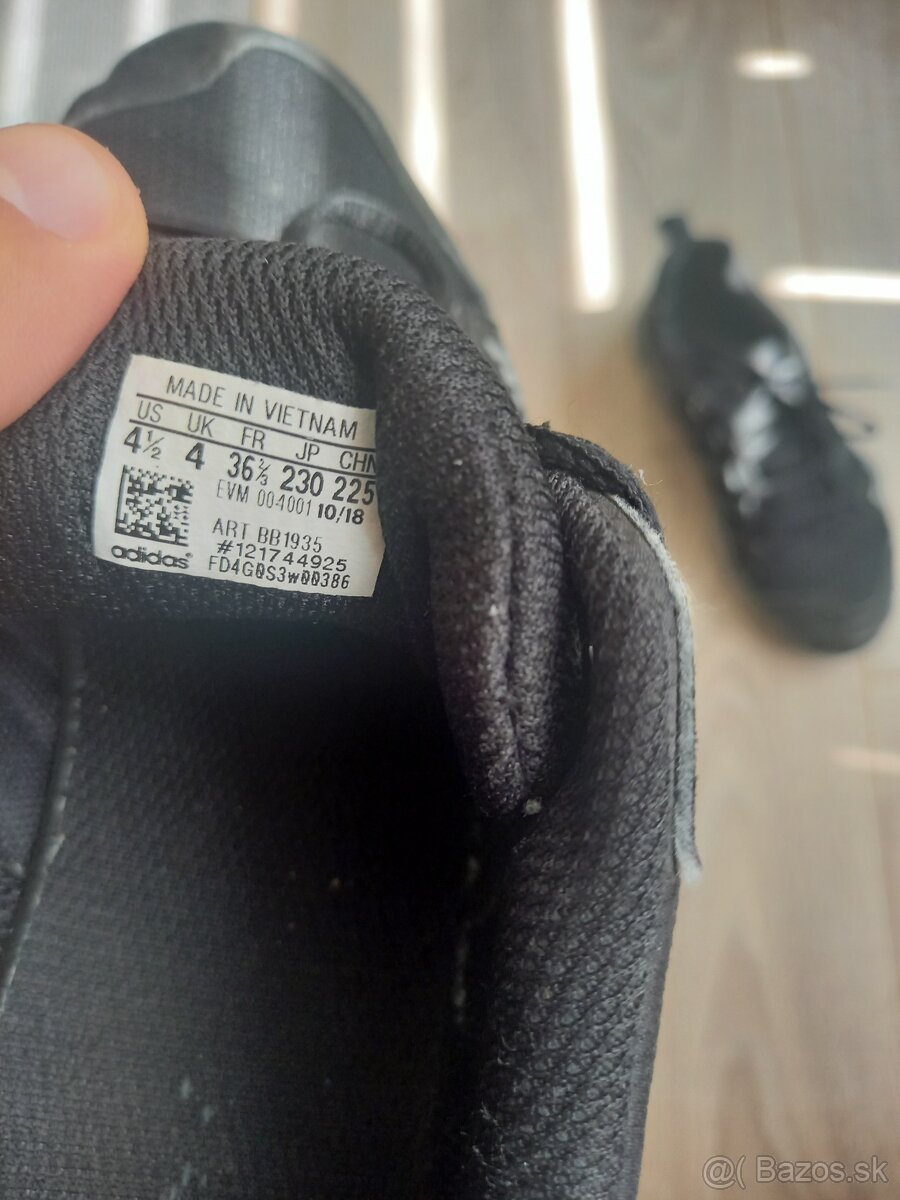 MADE IN VIETNAM
US UK FR JP CHN
4½ 4 36⅔ 230 225
EVM 004001 10/18
ART BB1935
#121744925
adidas FD4G0S3w00386
@( Bazos.sk